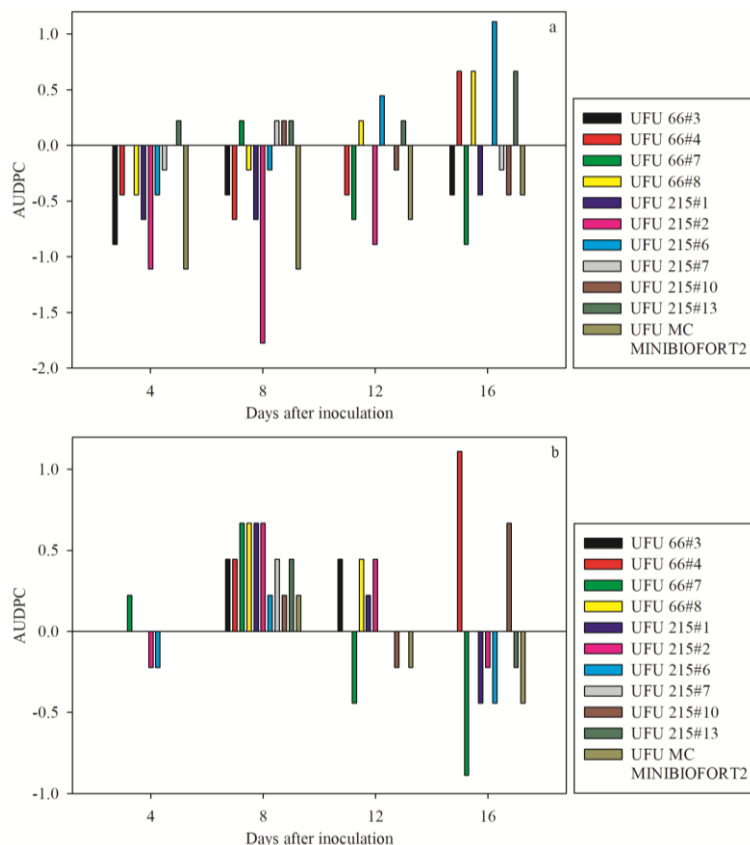 a
1.0
0.5
0.0
-0.5
-1.0
-1.5
-2.0
AUDPC
4 8 12 16
Days after inoculation
UFU 66#3
UFU 66#4
UFU 66#7
UFU 66#8
UFU 215#1
UFU 215#2
UFU 215#6
UFU 215#7
UFU 215#10
UFU 215#13
UFU MC
MINIBIOFORT2
b
1.0
0.5
0.0
-0.5
-1.0
AUDPC
4 8 12 16
Days after inoculation
UFU 66#3
UFU 66#4
UFU 66#7
UFU 66#8
UFU 215#1
UFU 215#2
UFU 215#6
UFU 215#7
UFU 215#10
UFU 215#13
UFU MC
MINIBIOFORT2